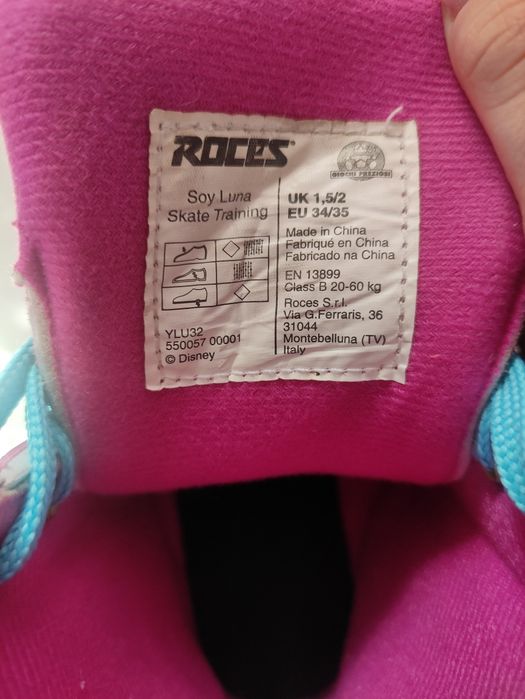 ROCES
GIOCHI PREZIOSI
Soy Luna
Skate Training
YLU32
550057 00001
© Disney
UK 1,5/2
EU 34/35
Made in China
Fabriqué en China
Fabricado na China
EN 13899
Class B 20-60 kg
Roces S.r.l.
Via G.Ferraris, 36
31044
Montebelluna (TV)
Italy